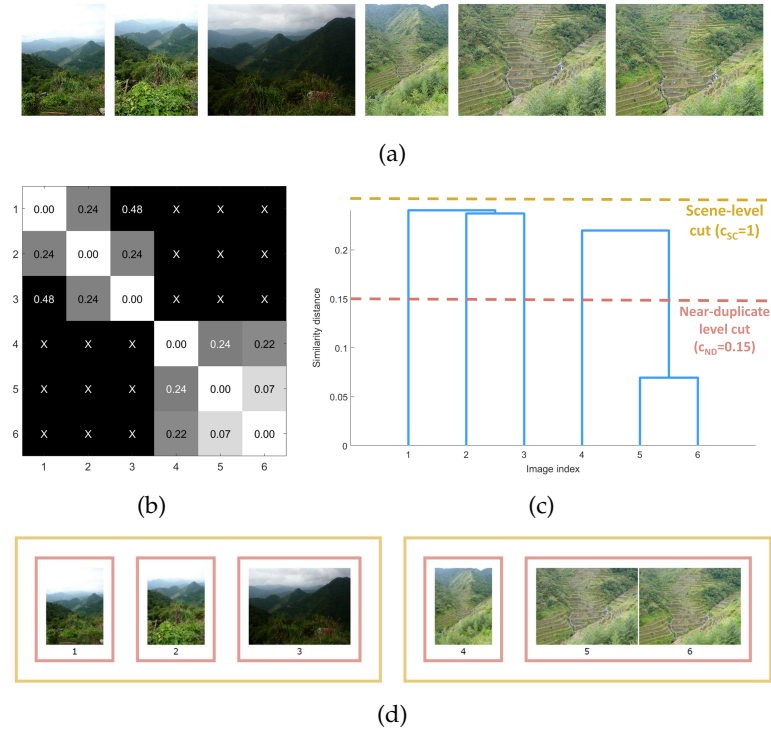 (a)
1 0.00 0.24 0.48 X X X
2 0.24 0.00 0.24 X X X
3 0.48 0.24 0.00 X X X
4 X X X 0.00 0.24 0.22
5 X X X 0.24 0.00 0.07
6 X X X 0.22 0.07 0.00
1 2 3 4 5 6
(b)
Similarity distance
0.2
0.15
0.1
0.05
0
1 2 3 4 5 6
Image index
Scene-level
cut (cSC=1)
Near-duplicate
level cut
(cND=0.15)
(c)
1 2 3 4 5 6
(d)